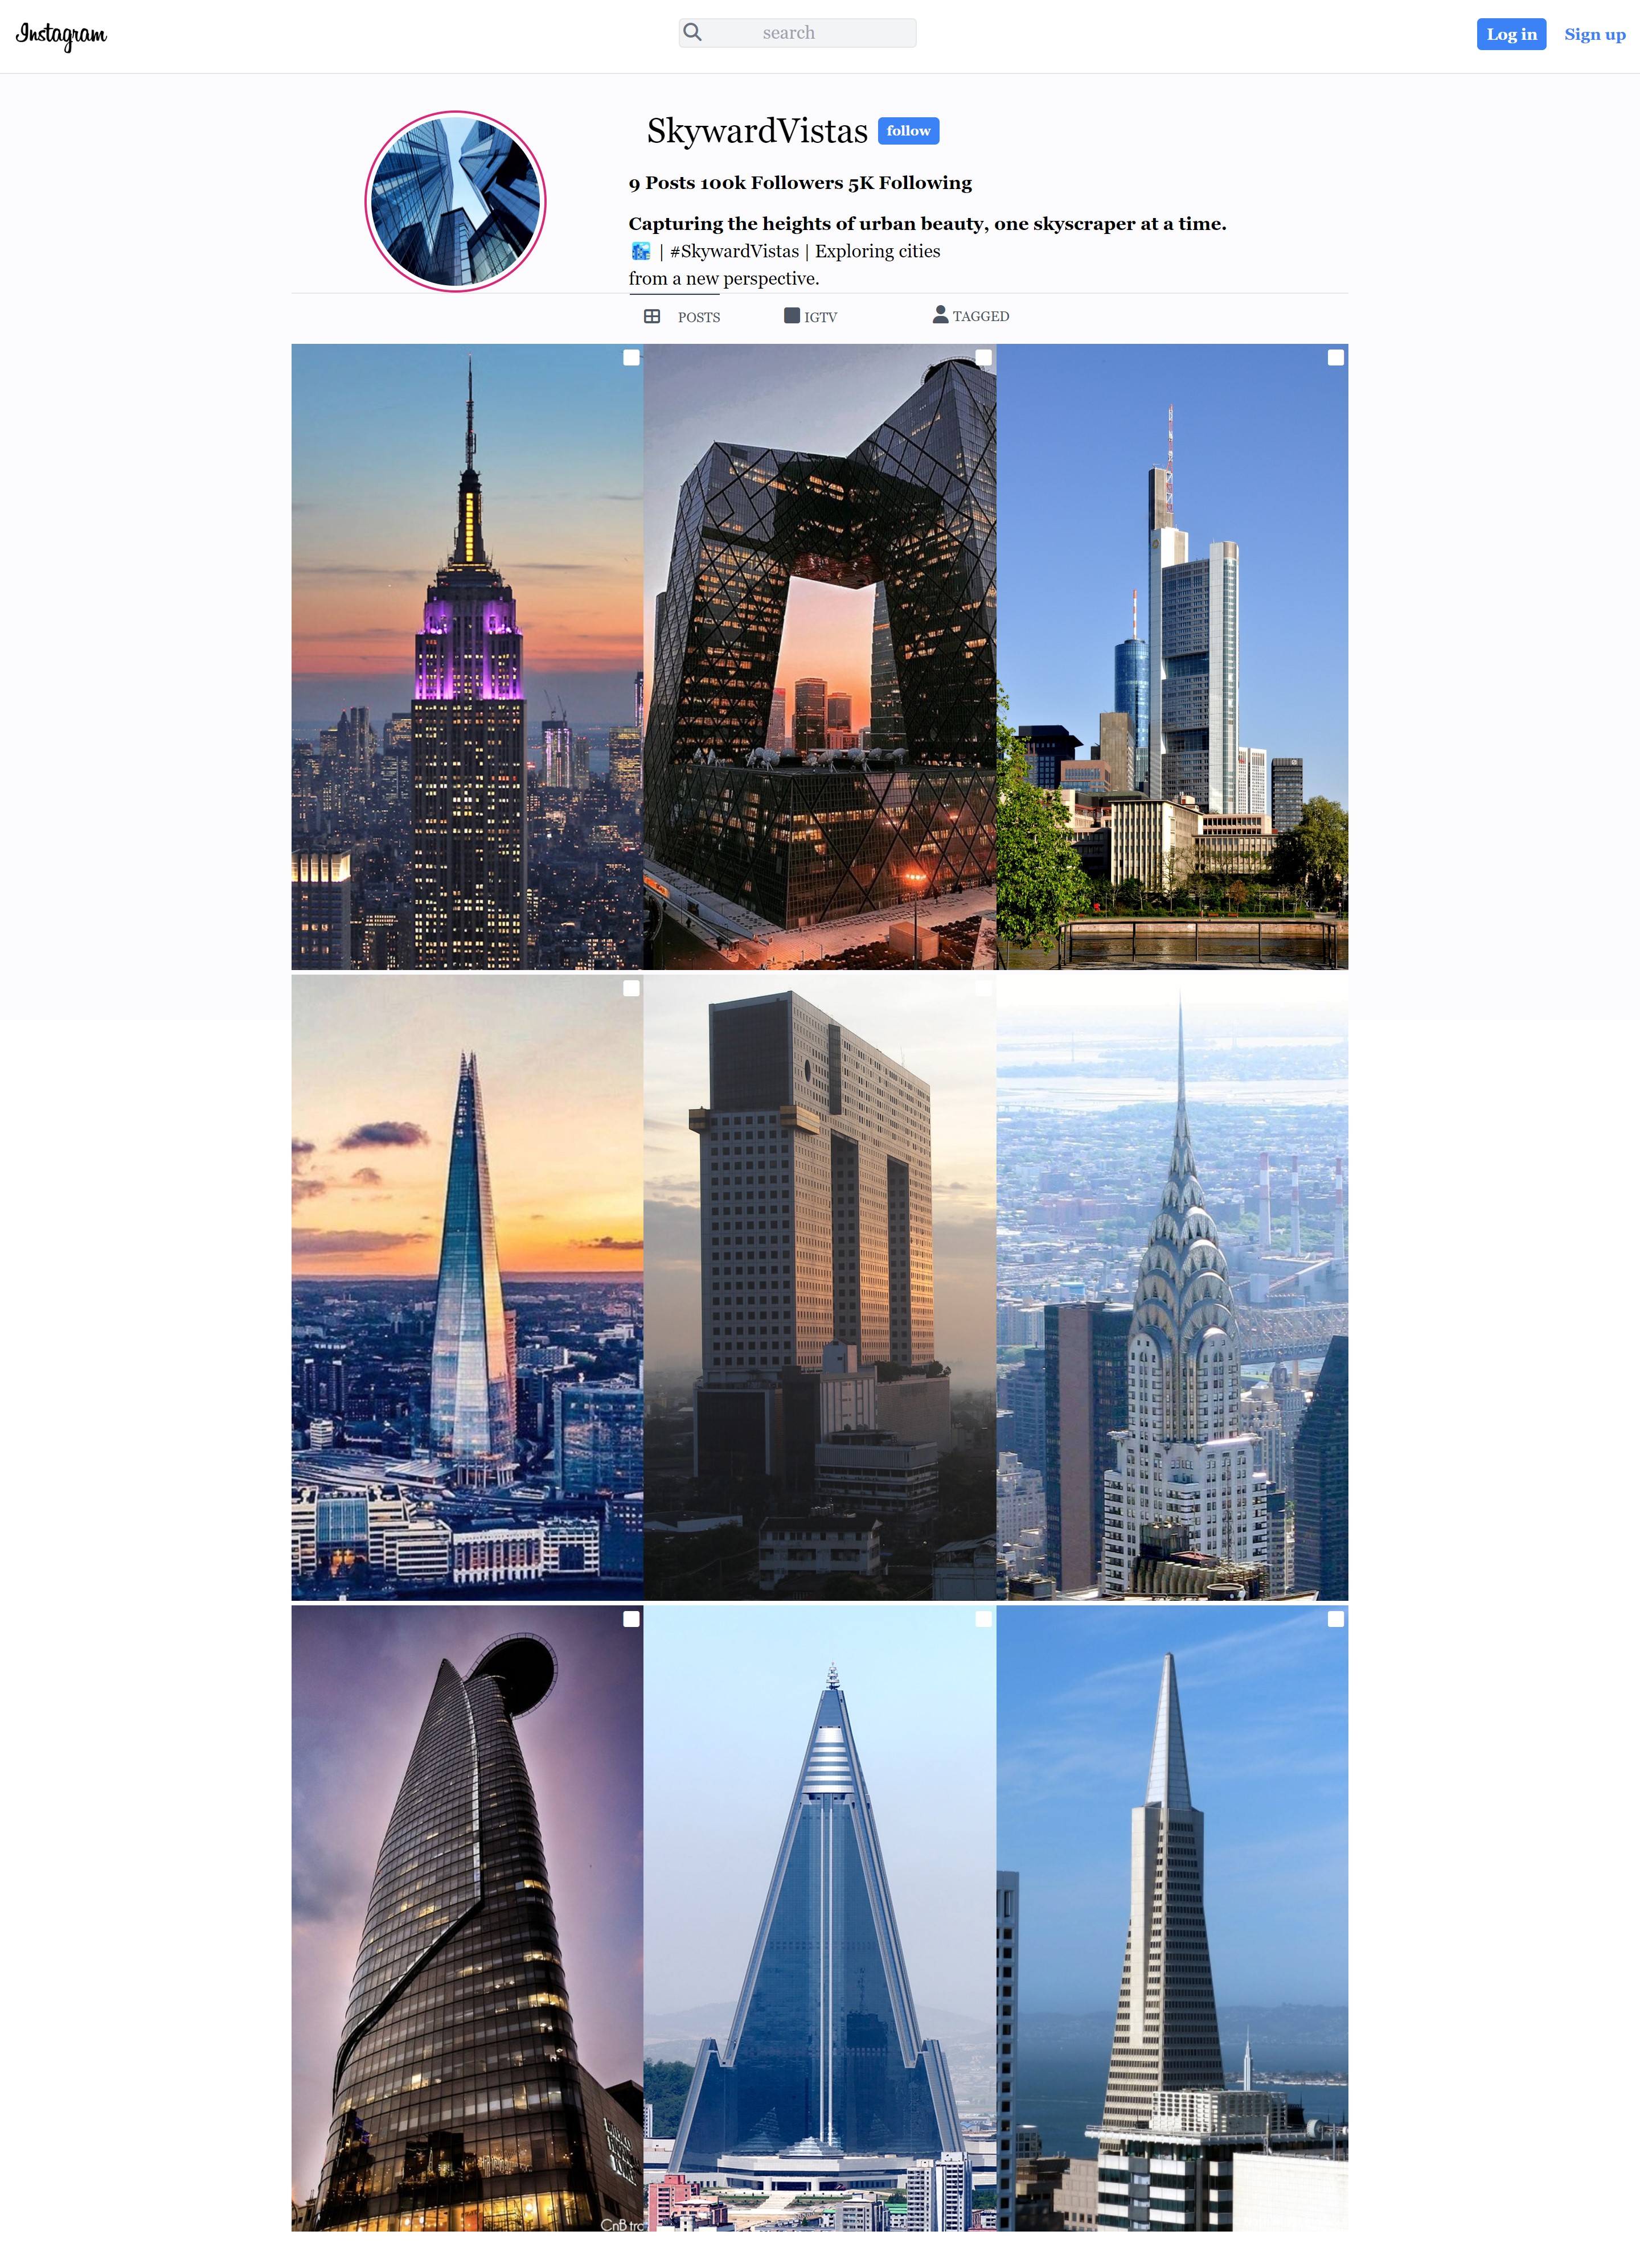 Instagram
search
Log in
Sign up
SkywardVistas
follow
9 Posts 100k Followers 5K Following
Capturing the heights of urban beauty, one skyscraper at a time.
🏙️ | #SkywardVistas | Exploring cities
from a new perspective.
POSTS
IGTV
TAGGED
CnB tra